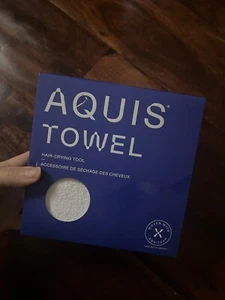 AQUIS®
TOWEL
HAIR-DRYING TOOL
L'ACCESSOIRE DE SÉCHAGE DES CHEVEUX